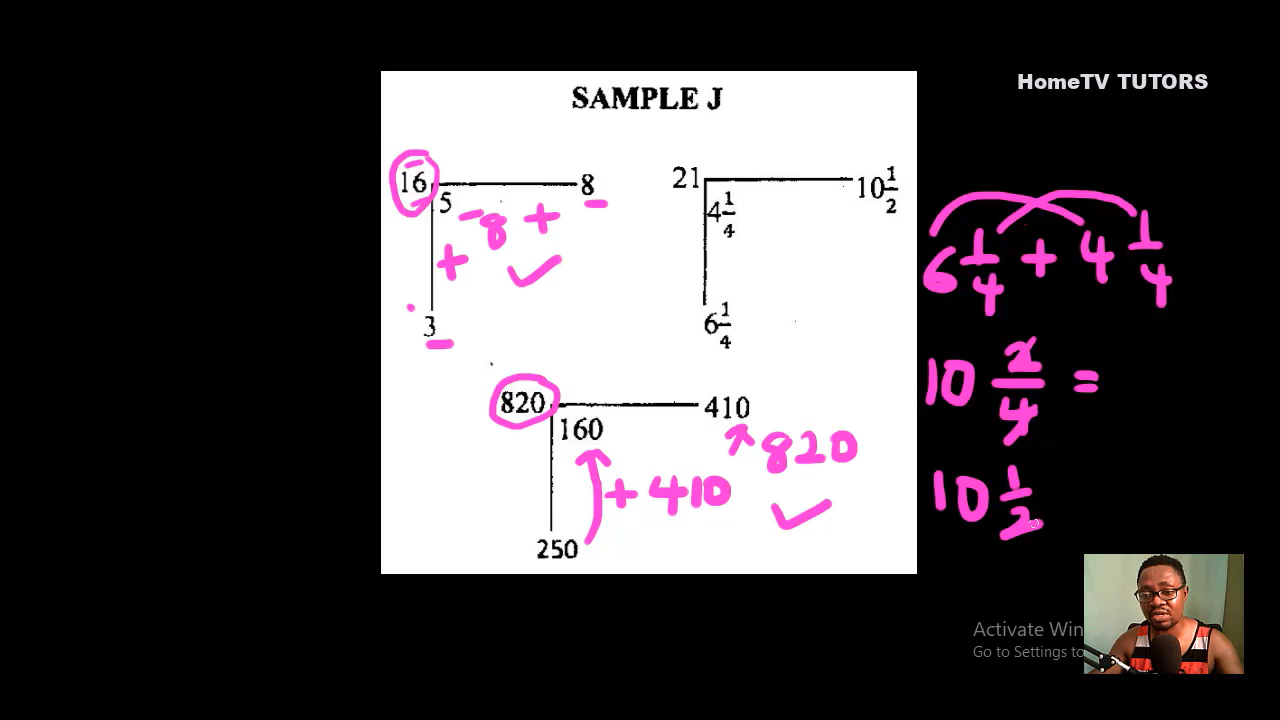 HomeTV TUTORS
SAMPLE J
16 8
5
- 8 +
+
3
21 10 1/2
4 1/4
6 1/4
6 1/4 + 4 1/4
10 2/4 =
10 1/2
820 410
160
820
+ 410
250
Activate Win
Go to Settings to